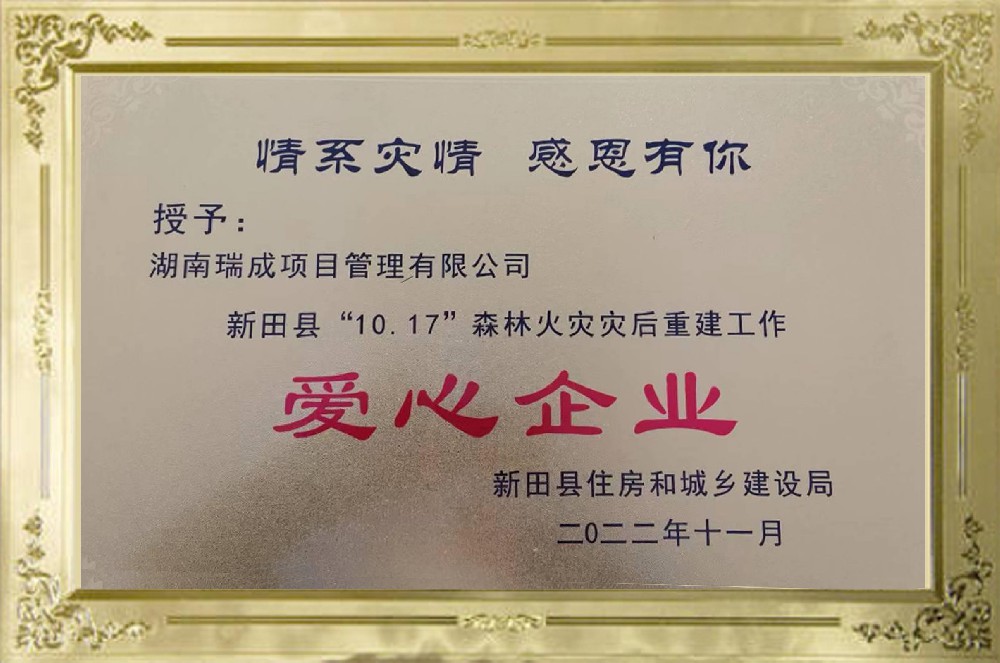 情系灾情 感恩有你
授予：
湖南瑞成项目管理有限公司
新田县“10.17”森林火灾灾后重建工作
爱心企业
新田县住房和城乡建设局
二〇二二年十一月